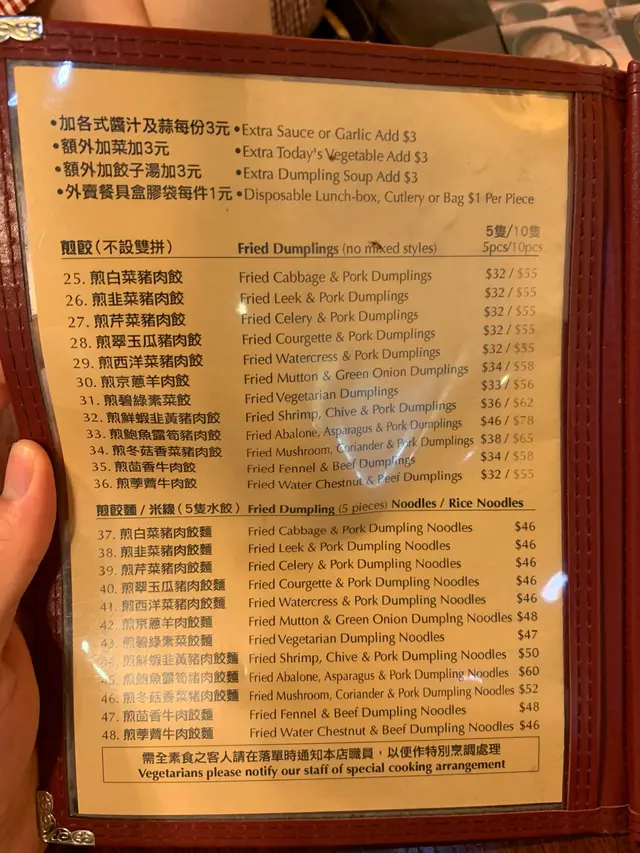 •加各式醬汁及蒜每份3元 •Extra Sauce or Garlic Add $3
•額外加菜加3元 •Extra Today's Vegetable Add $3
•額外加餃子湯加3元 •Extra Dumpling Soup Add $3
•外賣餐具盒膠袋每件1元 •Disposable Lunch-box, Cutlery or Bag $1 Per Piece
5隻/10隻
煎餃(不設雙拼) Fried Dumplings (no mixed styles) 5pcs/10pcs
25. 煎白菜豬肉餃 Fried Cabbage & Pork Dumplings $32 / $55
26. 煎韭菜豬肉餃 Fried Leek & Pork Dumplings $32 / $55
27. 煎芹菜豬肉餃 Fried Celery & Pork Dumplings $32 / $55
28. 煎翠玉瓜豬肉餃 Fried Courgette & Pork Dumplings $32 / $55
29. 煎西洋菜豬肉餃 Fried Watercress & Pork Dumplings $32 / $55
30. 煎京蔥羊肉餃 Fried Mutton & Green Onion Dumplings $34 / $58
31. 煎碧綠素菜餃 Fried Vegetarian Dumplings $33 / $56
32. 煎鮮蝦韭黃豬肉餃 Fried Shrimp, Chive & Pork Dumplings $36 / $62
33. 煎鮑魚露筍豬肉餃 Fried Abalone, Asparagus & Pork Dumplings $46 / $78
34. 煎冬菇香菜豬肉餃 Fried Mushroom, Coriander & Pork Dumplings $38 / $65
35. 煎茴香牛肉餃 Fried Fennel & Beef Dumplings $34 / $58
36. 煎荸薺牛肉餃 Fried Water Chestnut & Beef Dumplings $32 / $55
煎餃麵 / 米線(5隻水餃) Fried Dumpling (5 pieces) Noodles / Rice Noodles
37. 煎白菜豬肉餃麵 Fried Cabbage & Pork Dumpling Noodles $46
38. 煎韭菜豬肉餃麵 Fried Leek & Pork Dumpling Noodles $46
39. 煎芹菜豬肉餃麵 Fried Celery & Pork Dumpling Noodles $46
40. 煎翠玉瓜豬肉餃麵 Fried Courgette & Pork Dumpling Noodles $46
41. 煎西洋菜豬肉餃麵 Fried Watercress & Pork Dumpling Noodles $46
42. 煎京蔥羊肉餃麵 Fried Mutton & Green Onion Dumplng Noodles $48
43. 煎碧綠素菜餃麵 Fried Vegetarian Dumpling Noodles $47
44. 煎鮮蝦韭黃豬肉餃麵 Fried Shrimp, Chive & Pork Dumplng Noodles $50
45. 煎鮑魚露筍豬肉餃麵 Fried Abalone, Asparagus & Pork Dumplng Noodles $60
46. 煎冬菇香菜豬肉餃麵 Fried Mushroom, Coriander & Pork Dumplng Noodles $52
47. 煎茴香牛肉餃麵 Fried Fennel & Beef Dumpling Noodles $48
48. 煎荸薺牛肉餃麵 Fried Water Chestnut & Beef Dumplng Noodles $46
需全素食之客人請在落單時通知本店職員，以便作特別烹調處理
Vegetarians please notify our staff of special cooking arrangement